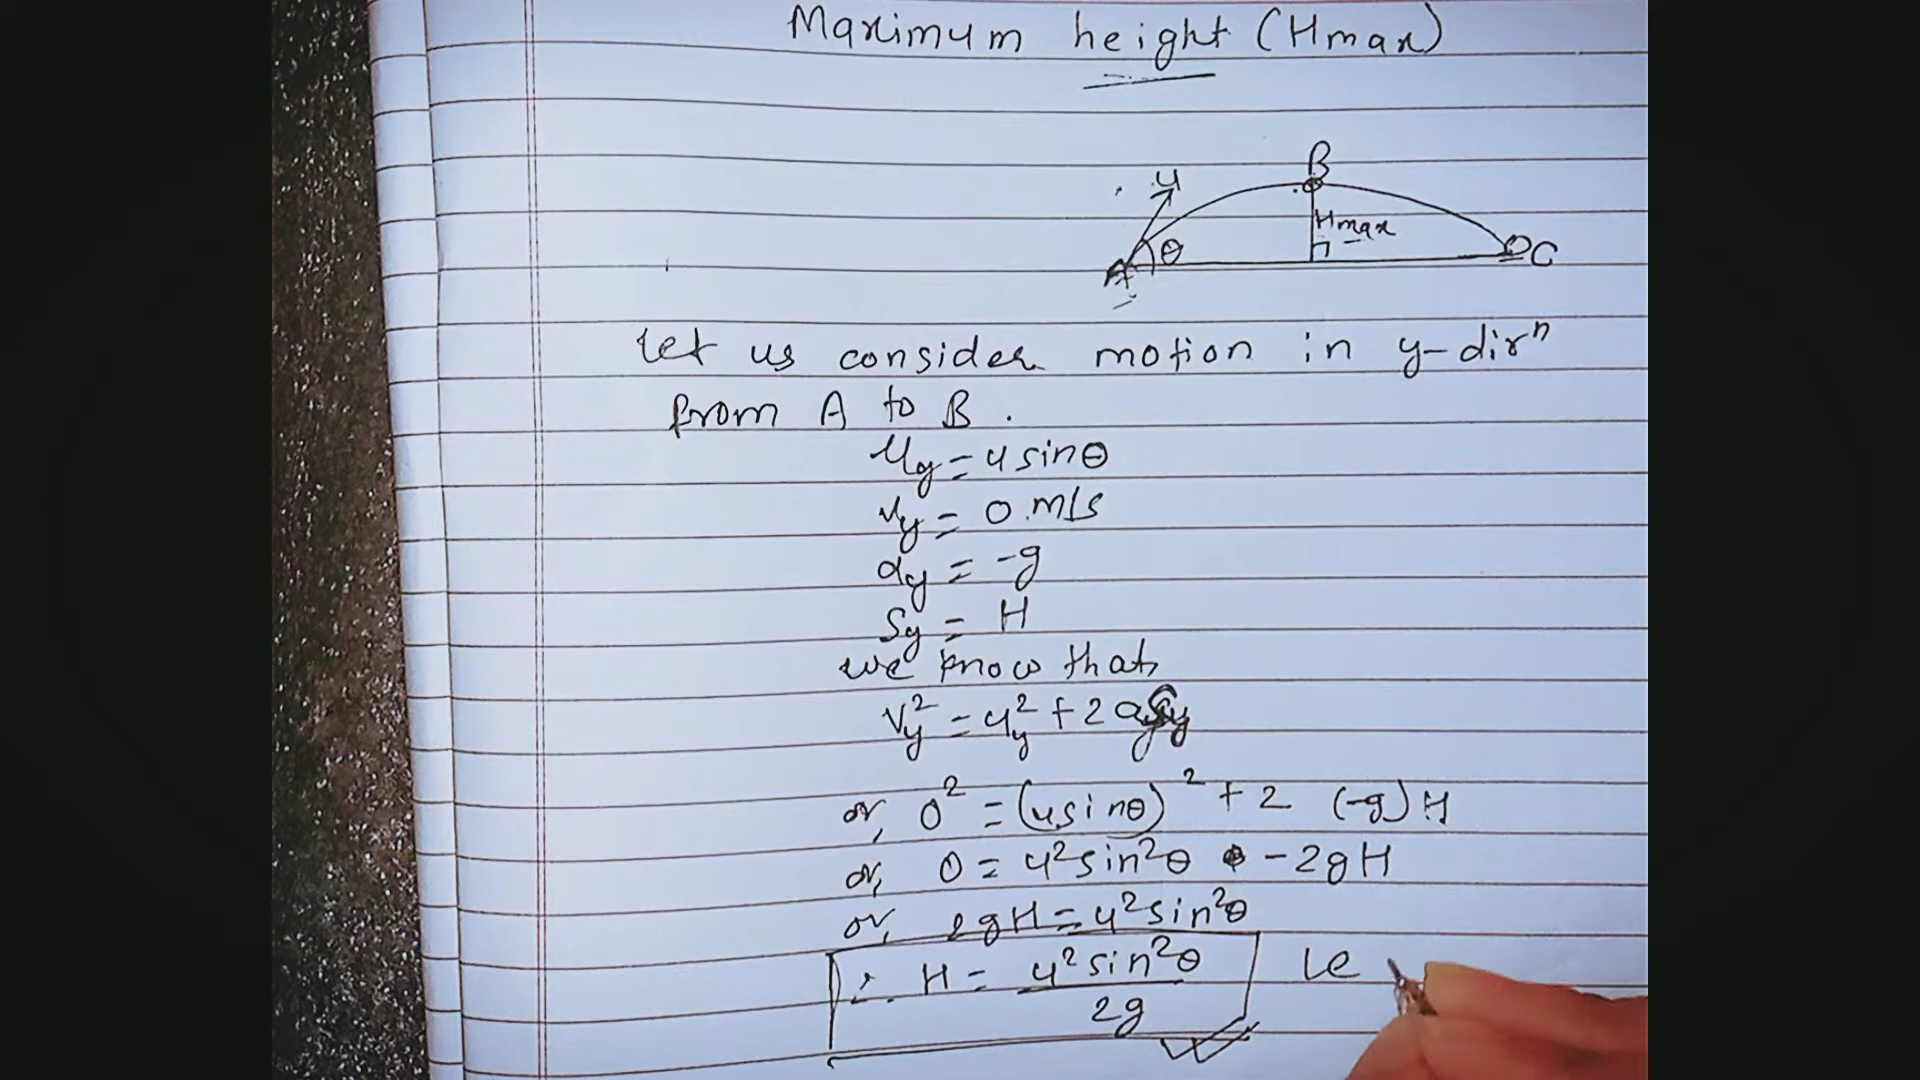 Maximum height (Hmax)
B
u
Hmax
θ
A
C
Let us consider motion in y-dirⁿ
from A to B.
uy = u sinθ
vy = 0 m/s
ay = -g
Sy = H
we know that,
Vy² = uy² + 2 ay Sy
or, 0² = (u sinθ)² + 2 (-g) H
or, 0 = u² sin²θ - 2gH
or, 2gH = u² sin²θ
∴ H = u² sin²θ / 2g
Le